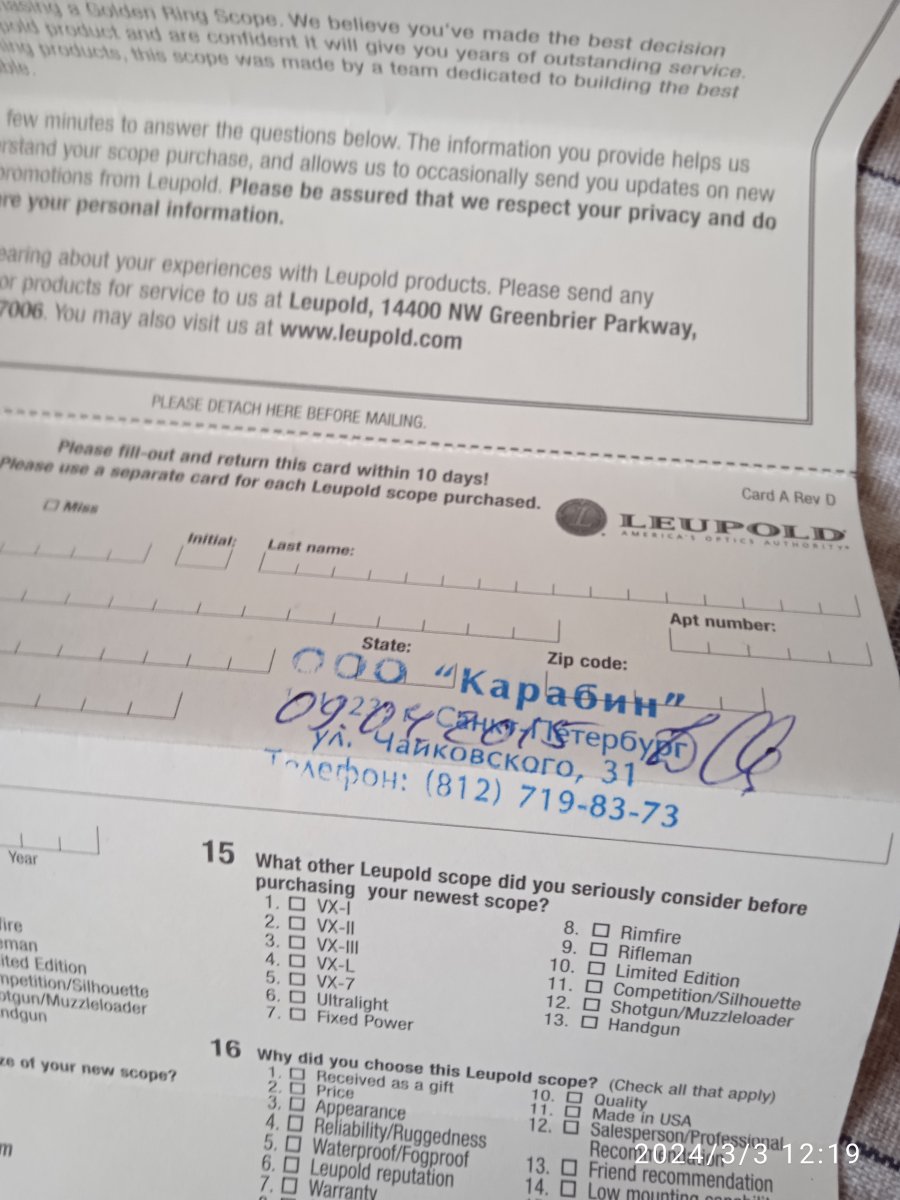 asing a Golden Ring Scope. We believe you've made the best decision
pold product and are confident it will give you years of outstanding service.
ing products, this scope was made by a team dedicated to building the best
ble.
few minutes to answer the questions below. The information you provide helps us
rstand your scope purchase, and allows us to occasionally send you updates on new
promotions from Leupold. Please be assured that we respect your privacy and do
re your personal information.
earing about your experiences with Leupold products. Please send any
or products for service to us at Leupold, 14400 NW Greenbrier Parkway,
7006. You may also visit us at www.leupold.com
PLEASE DETACH HERE BEFORE MAILING.
Please fill-out and return this card within 10 days!
Please use a separate card for each Leupold scope purchased.
Card A Rev D
LEUPOLD
AMERICA'S OPTICS AUTHORITY
Miss
Initial:
Last name:
Apt number:
State:
Zip code:
ООО "Карабин"
Санкт-Петербург
09.04.2015
ул. Чайковского, 31
Телефон: (812) 719-83-73
Year
15 What other Leupold scope did you seriously consider before
purchasing your newest scope?
1. VX-I
2. VX-II
3. VX-III
4. VX-L
5. VX-7
6. Ultralight
7. Fixed Power
8. Rimfire
9. Rifleman
10. Limited Edition
11. Competition/Silhouette
12. Shotgun/Muzzleloader
13. Handgun
fire
eman
ited Edition
mpetition/Silhouette
otgun/Muzzleloader
ndgun
ze of your new scope?
m
16 Why did you choose this Leupold scope? (Check all that apply)
1. Received as a gift
2. Price
3. Appearance
4. Reliability/Ruggedness
5. Waterproof/Fogproof
6. Leupold reputation
7. Warranty
10. Quality
11. Made in USA
12. Salesperson/Professional
Recommendation
13. Friend recommendation
14. Low mounting
2024/3/3 12:19